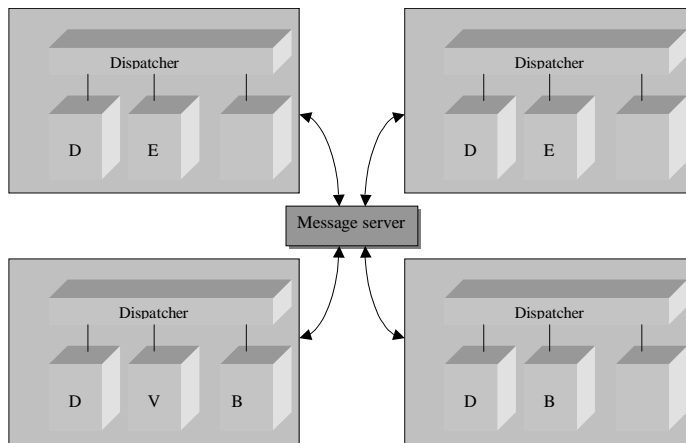 Dispatcher
D E
Dispatcher
D E
Message server
Dispatcher
D V B
Dispatcher
D B